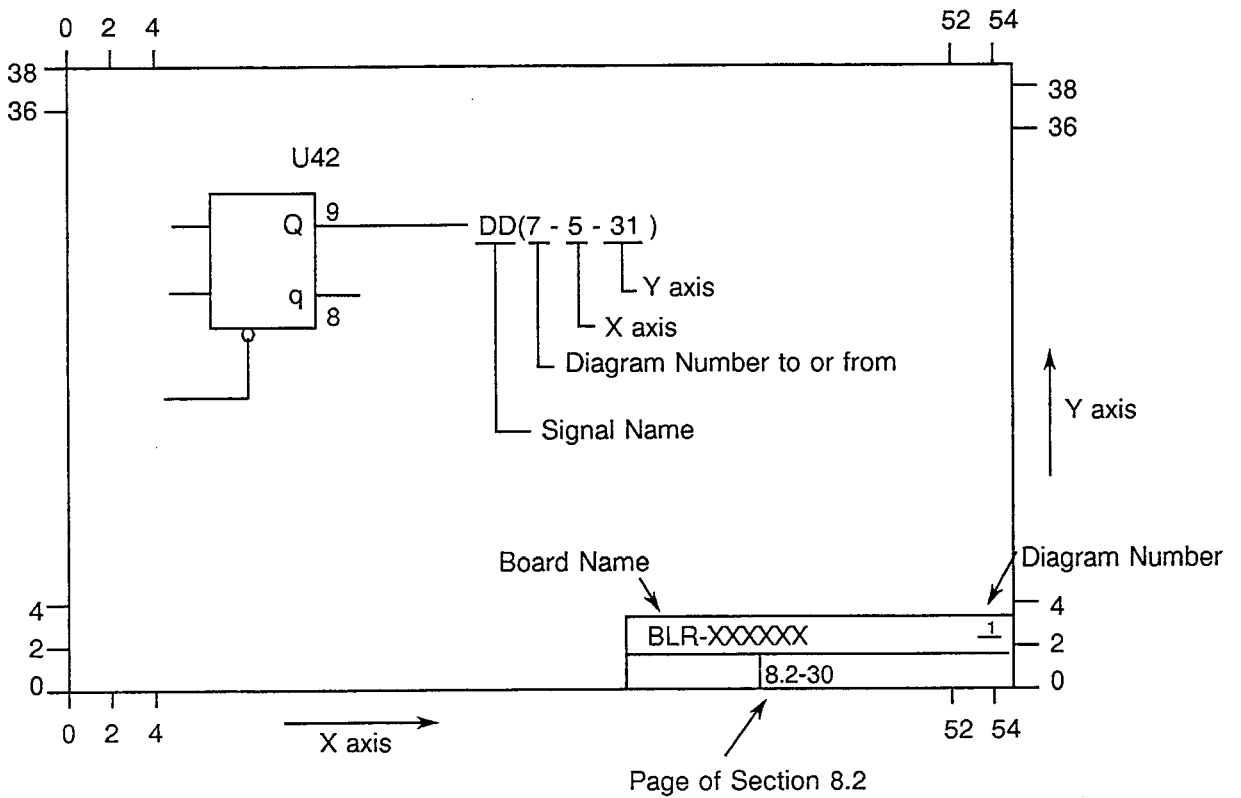 0 2 4 52 54
38
36
38
36
U42
Q 9 DD(7 - 5 - 31 )
Y axis
q
8
X axis
Diagram Number to or from
Y axis
Signal Name
Board Name
Diagram Number
4
2
0
4
2
0
BLR-XXXXXX 1
8.2-30
0 2 4 52 54
X axis
Page of Section 8.2